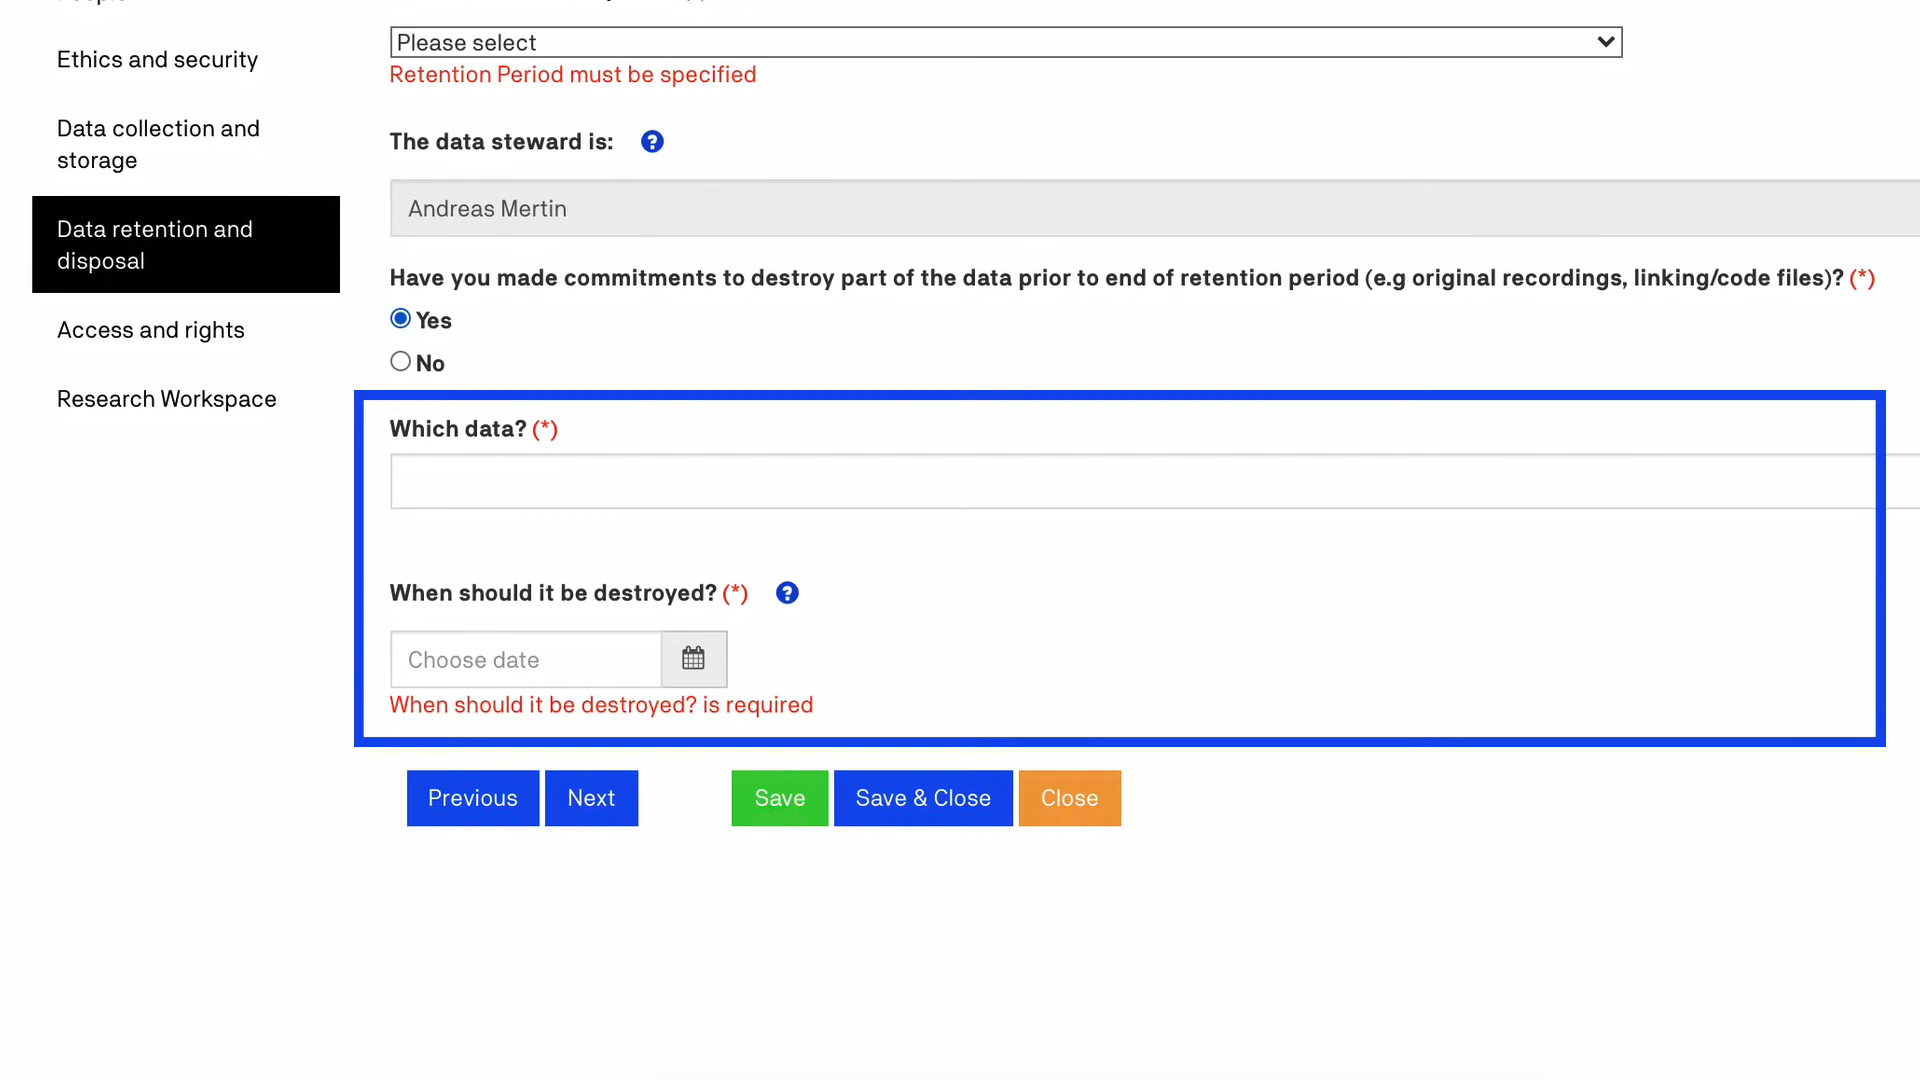 Ethics and security
Data collection and
storage
Data retention and
disposal
Access and rights
Research Workspace
Please select
Retention Period must be specified
The data steward is: ?
Andreas Mertin
Have you made commitments to destroy part of the data prior to end of retention period (e.g original recordings, linking/code files)? (*)
Yes
No
Which data? (*)
When should it be destroyed? (*) ?
Choose date
When should it be destroyed? is required
Previous Next Save Save & Close Close